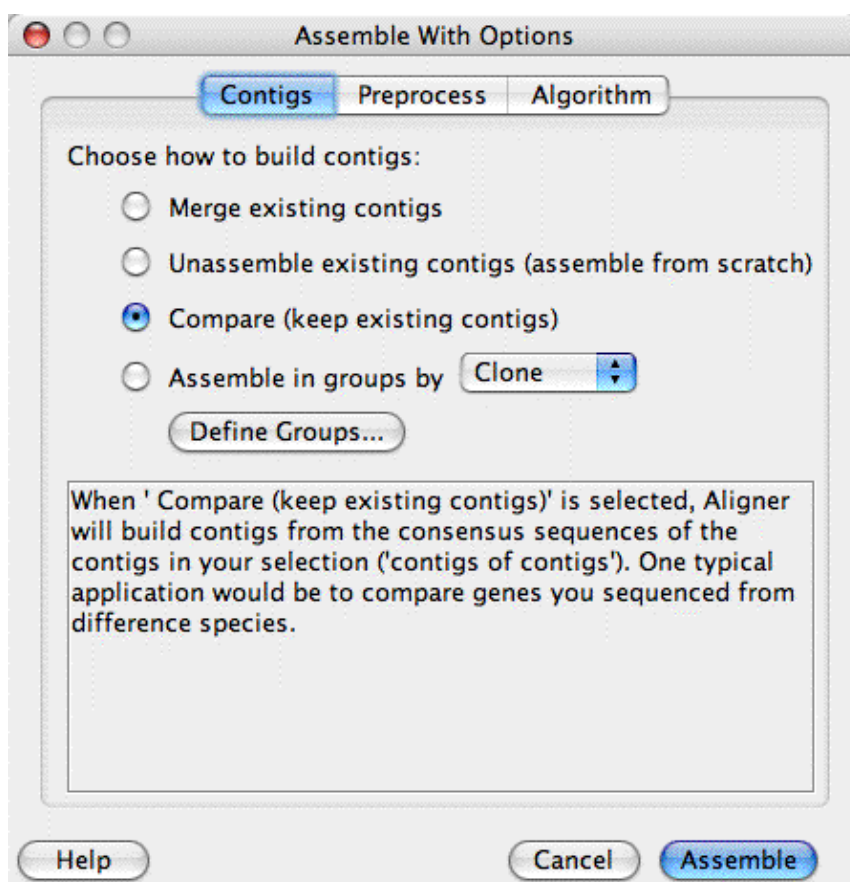 Assemble With Options
Contigs Preprocess Algorithm
Choose how to build contigs:
Merge existing contigs
Unassemble existing contigs (assemble from scratch)
Compare (keep existing contigs)
Assemble in groups by Clone
Define Groups...
When ' Compare (keep existing contigs)' is selected, Aligner
will build contigs from the consensus sequences of the
contigs in your selection ('contigs of contigs'). One typical
application would be to compare genes you sequenced from
difference species.
Help Cancel Assemble